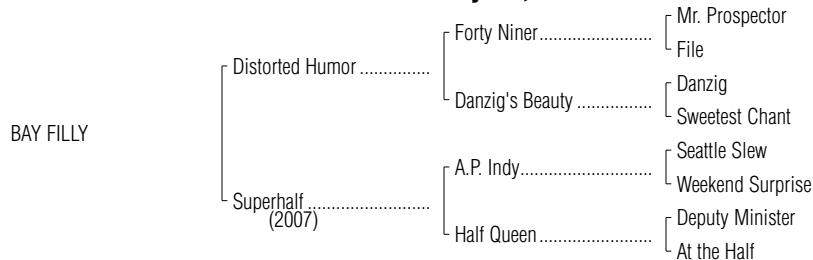 Forty Niner
Mr. Prospector
File
Distorted Humor
Danzig's Beauty
Danzig
Sweetest Chant
BAY FILLY
A.P. Indy
Seattle Slew
Weekend Surprise
Superhalf
(2007)
Half Queen
Deputy Minister
At the Half